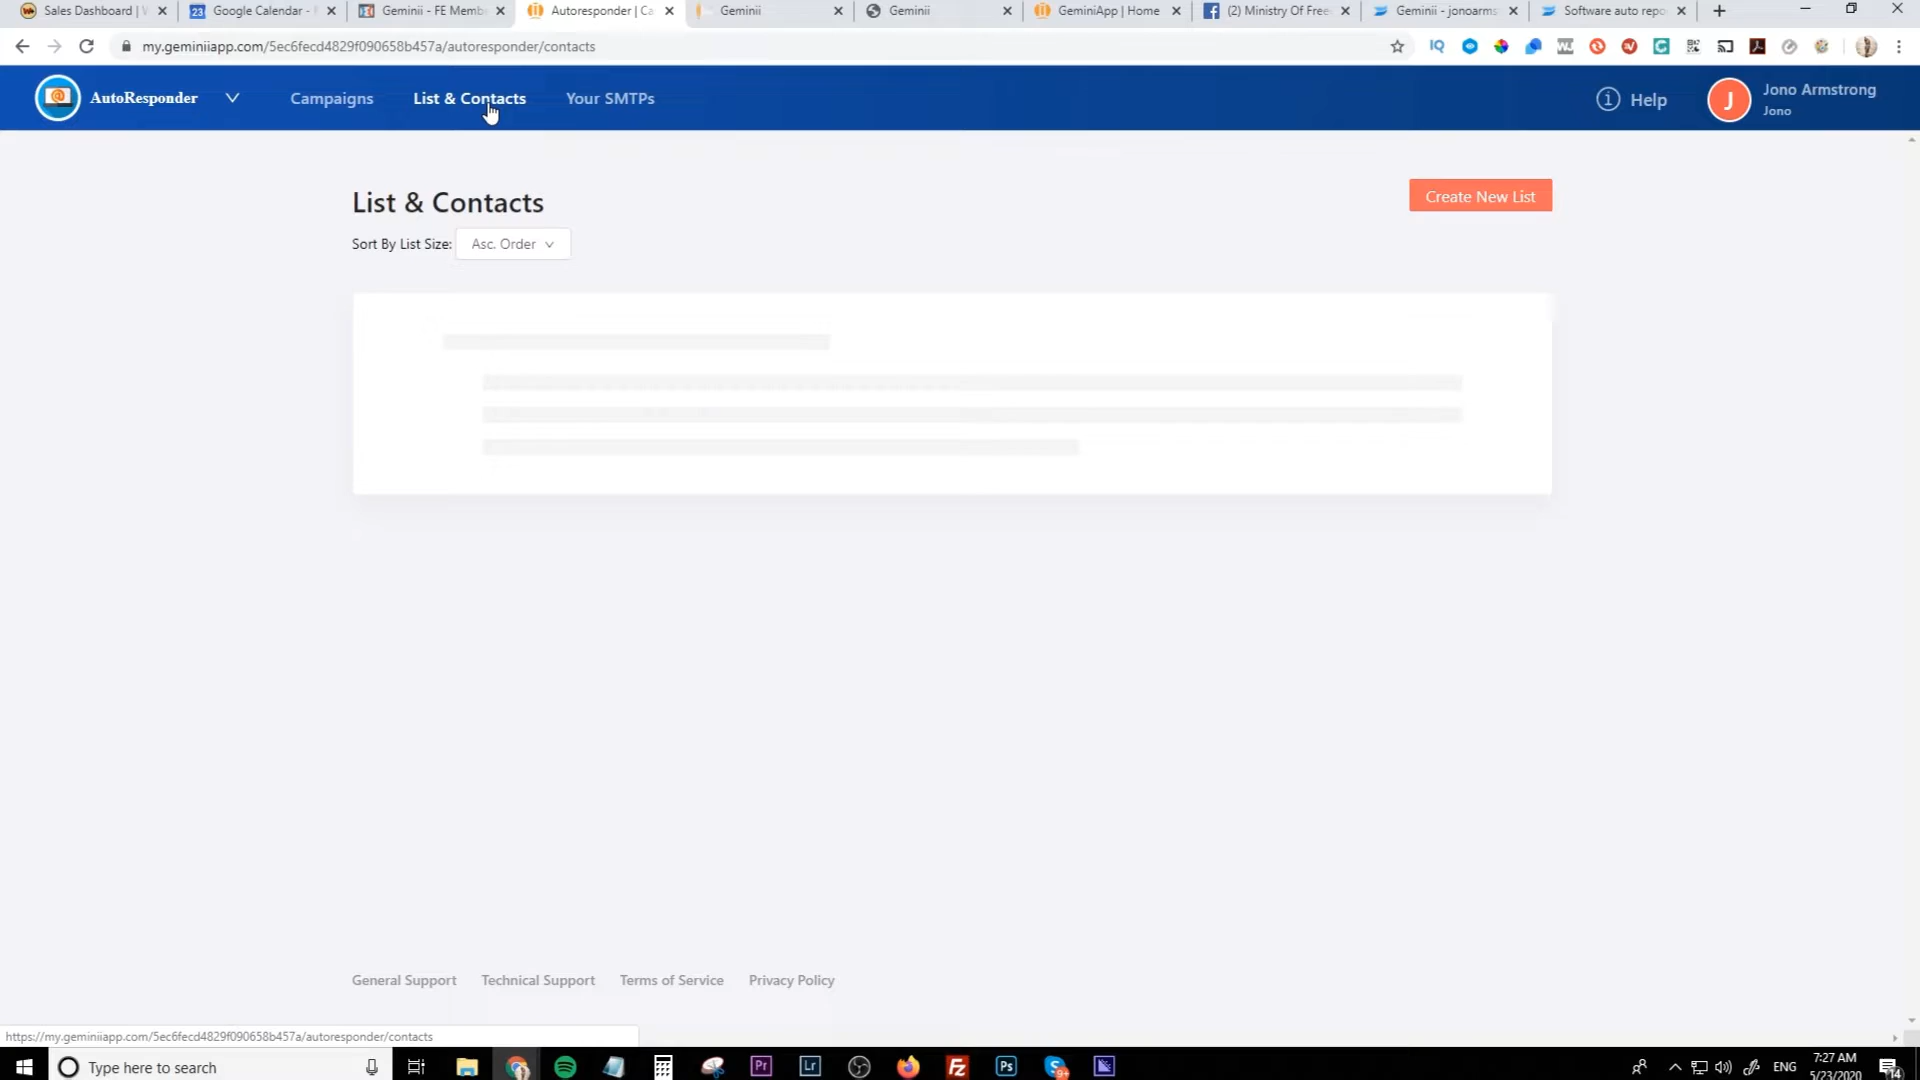 Sales Dashboard | W
Google Calendar -
Geminii - FE Memb
Autoresponder | Ca
Geminii
Geminii
GeminiApp | Home
(2) Ministry Of Free
Geminii - jonoarms
Software auto repo
my.geminiiapp.com/5ec6fecd4829f090658b457a/autoresponder/contacts
AutoResponder
Campaigns
List & Contacts
Your SMTPs
Help
J
Jono Armstrong
Jono
List & Contacts
Create New List
Sort By List Size:
Asc. Order
General Support
Technical Support
Terms of Service
Privacy Policy
https://my.geminiiapp.com/5ec6fecd4829f090658b457a/autoresponder/contacts
Type here to search
ENG
7:27 AM
5/23/2020